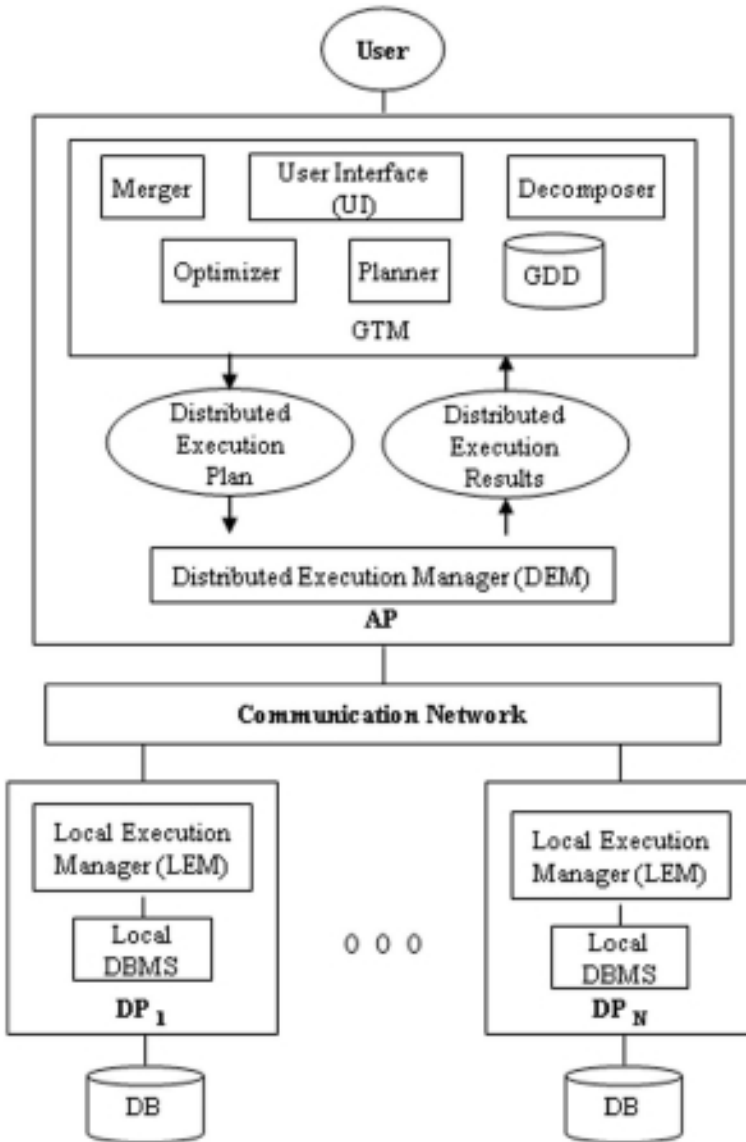 User
Merger
User Interface
(UI)
Decomposer
Optimizer
Planner
GDD
GTM
Distributed
Execution
Plan
Distributed
Execution
Results
Distributed Execution Manager (DEM)
AP
Communication Network
Local Execution
Manager (LEM)
Local
DBMS
DP 1
DB
0 0 0
Local Execution
Manager (LEM)
Local
DBMS
DP N
DB